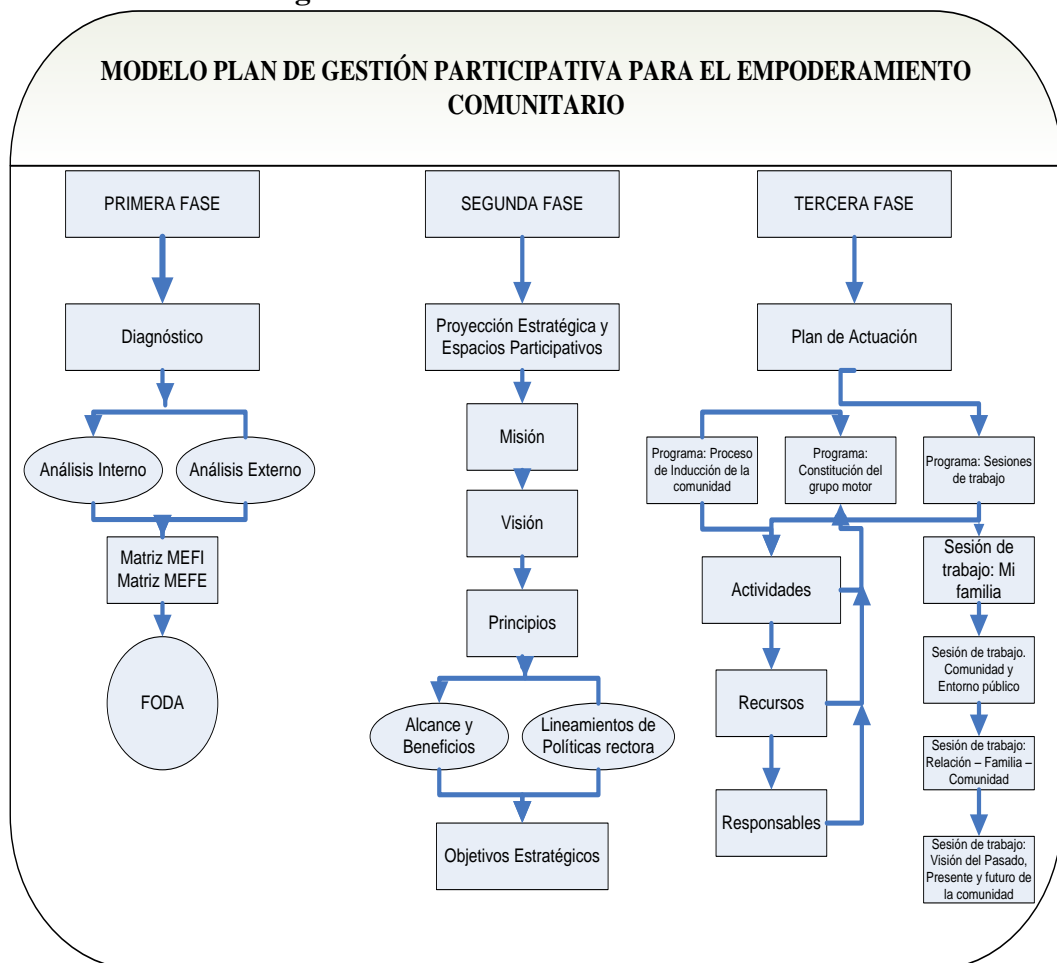 MODELO PLAN DE GESTIÓN PARTICIPATIVA PARA EL EMPODERAMIENTO
COMUNITARIO
PRIMERA FASE
Diagnóstico
Análisis Interno
Análisis Externo
Matriz MEFI
Matriz MEFE
FODA
SEGUNDA FASE
Proyección Estratégica y
Espacios Participativos
Misión
Visión
Principios
Alcance y
Beneficios
Lineamientos de
Políticas rectora
Objetivos Estratégicos
TERCERA FASE
Plan de Actuación
Programa: Proceso
de Inducción de la
comunidad
Programa:
Constitución del
grupo motor
Programa: Sesiones
de trabajo
Actividades
Recursos
Responsables
Sesión de
trabajo: Mi
familia
Sesión de trabajo.
Comunidad y
Entorno público
Sesión de trabajo:
Relación – Familia –
Comunidad
Sesión de trabajo:
Visión del Pasado,
Presente y futuro de
la comunidad